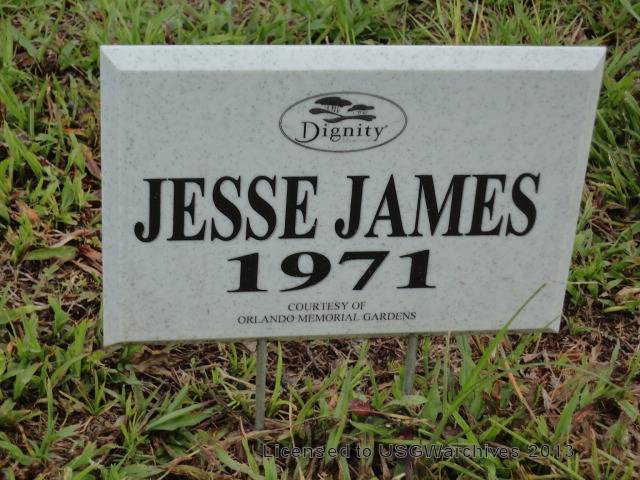 Dignity
JESSE JAMES
1971
COURTESY OF
ORLANDO MEMORIAL GARDENS
Licensed to USGWarchives 2013